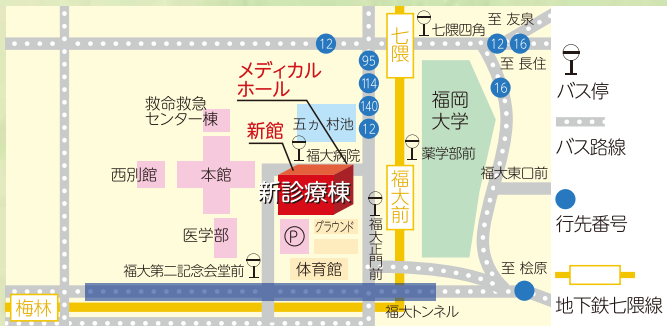 至 友泉
七隈四角
七隈
12
12
16
至 長住
95
114
140
12
16
メディカル
ホール
救命救急
センター棟
五か村池
新館
福岡
大学
福大病院
薬学部前
西別館
本館
新診療棟
福大前
福大東口前
医学部
P
グラウンド
福大正門前
福大第二記念会堂前
体育館
至 桧原
梅林
福大トンネル
バス停
バス路線
行先番号
地下鉄七隈線